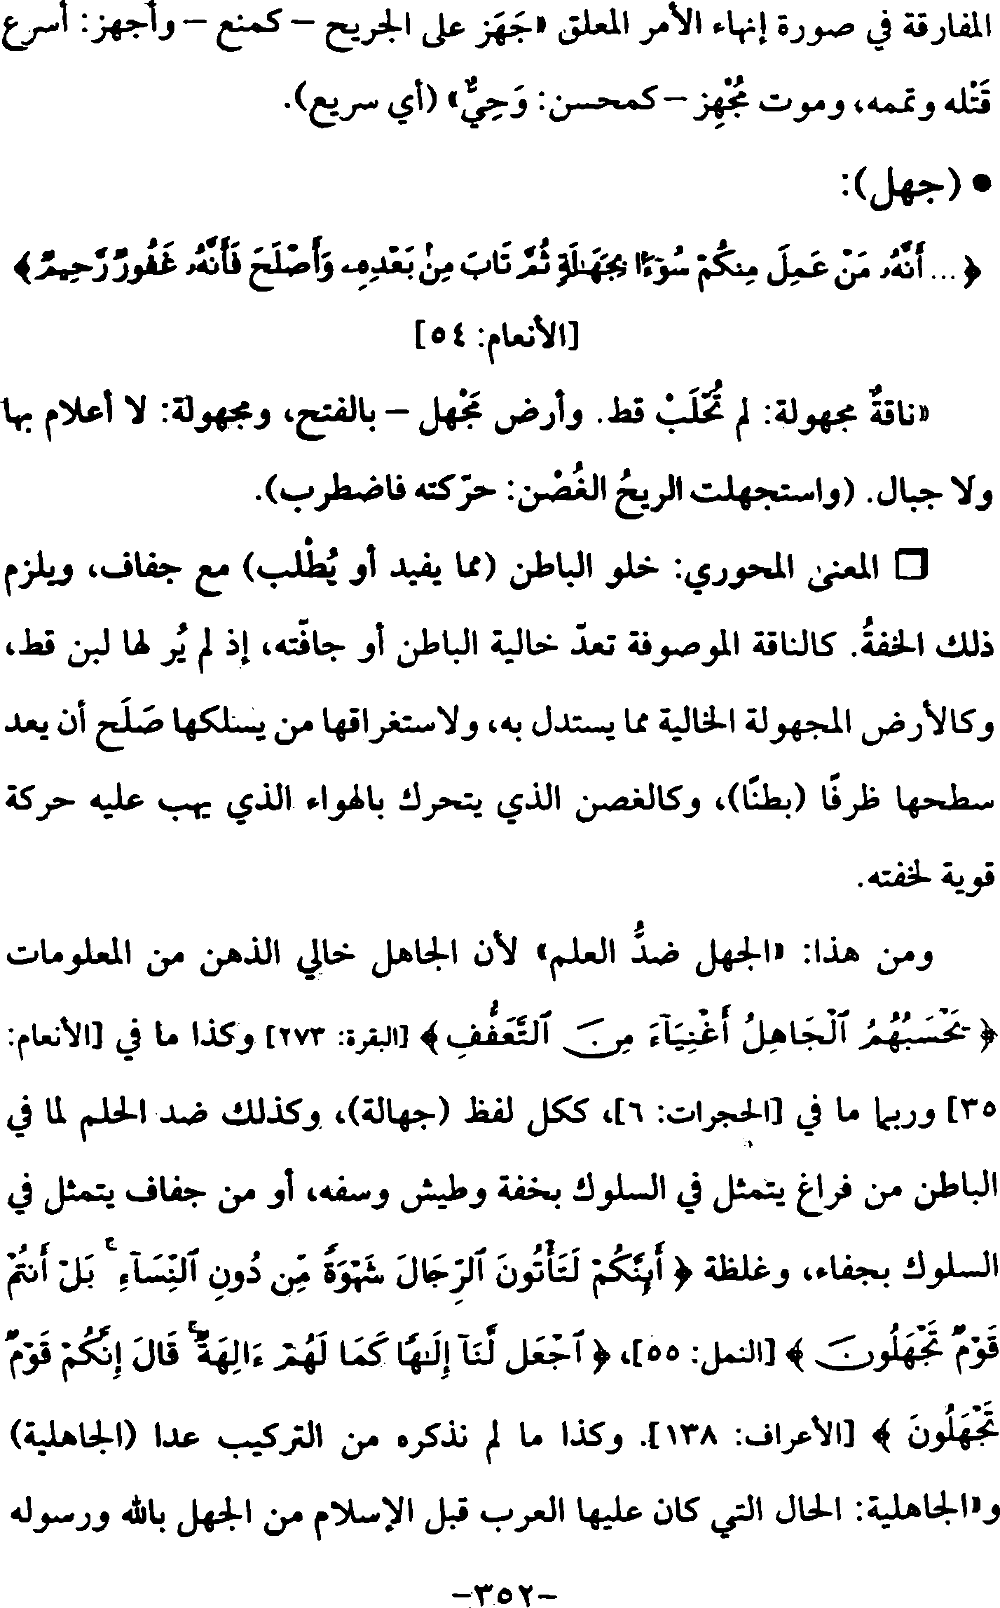 المفارقة في صورة إنهاء الأمر المعلق «جَهَز على الجريح – كمنع – وأجهز: أسرع
قَتْله وتممه، وموت مُجْهِز – كمحسن: وَحِيٌّ» (أي سريع).
• (جهل):
﴿... أَنَّهُۥ مَنْ عَمِلَ مِنكُمْ سُوٓءًۢا بِجَهَٰلَةٍ ثُمَّ تَابَ مِنۢ بَعْدِهِۦ وَأَصْلَحَ فَأَنَّهُۥ غَفُورٌ رَّحِيمٌ﴾
[الأنعام: ٥٤]
«ناقةٌ مجهولة: لم تُحْلَبْ قط. وأرض مَجْهل – بالفتح، ومجهولة: لا أعلام بها
ولا جبال. (واستجهلت الريحُ الغُصْن: حرّكته فاضطرب).
❒ المعنى المحوري: خلو الباطن (مما يفيد أو يُطْلب) مع جفاف، ويلزم
ذلك الخفةُ. كالناقة الموصوفة تعدّ خالية الباطن أو جافّته، إذ لم يُر لها لبن قط،
وكالأرض المجهولة الخالية مما يستدل به، ولاستغراقها من يسلكها صَلَح أن يعد
سطحها ظرفًا (بطنًا)، وكالغصن الذي يتحرك بالهواء الذي يهب عليه حركة
قوية لخفته.
ومن هذا: «الجهل ضدُّ العلم» لأن الجاهل خالي الذهن من المعلومات
﴿يَحْسَبُهُمُ ٱلْجَاهِلُ أَغْنِيَآءَ مِنَ ٱلتَّعَفُّفِ﴾ [البقرة: ٢٧٣] وكذا ما في [الأنعام:
٣٥] وربما ما في [الحجرات: ٦]، ككل لفظ (جهالة)، وكذلك ضد الحلم لما في
الباطن من فراغ يتمثل في السلوك بخفة وطيش وسفه، أو من جفاف يتمثل في
السلوك بجفاء، وغلظة ﴿أَئِنَّكُمْ لَتَأْتُونَ ٱلرِّجَالَ شَهْوَةً مِّن دُونِ ٱلنِّسَآءِ ۚ بَلْ أَنتُمْ
قَوْمٌ تَجْهَلُونَ﴾ [النمل: ٥٥]، ﴿ٱجْعَل لَّنَآ إِلَٰهًا كَمَا لَهُمْ ءَالِهَةٌ ۚ قَالَ إِنَّكُمْ قَوْمٌ
تَجْهَلُونَ﴾ [الأعراف: ١٣٨]. وكذا ما لم نذكره من التركيب عدا (الجاهلية)
و«الجاهلية: الحال التي كان عليها العرب قبل الإسلام من الجهل بالله ورسوله
-٣٥٢-